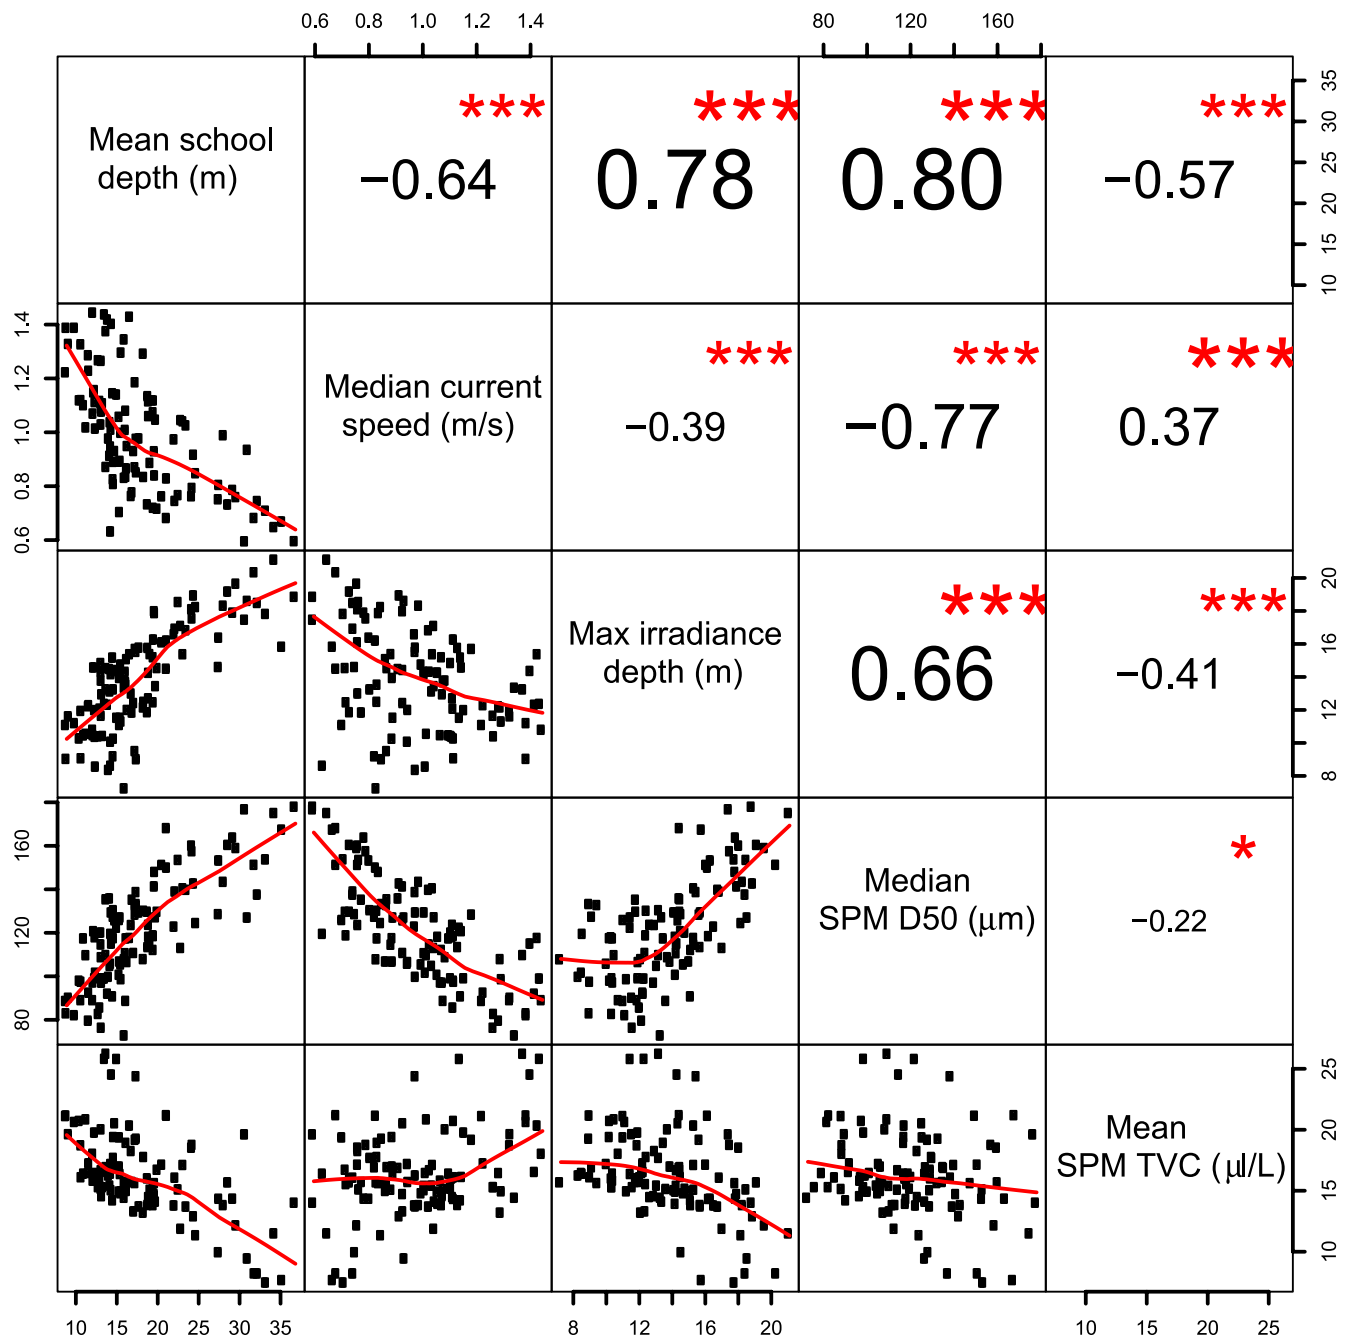 0.6 0.8 1.0 1.2 1.4
80 120 160
Mean school
depth (m)
***
−0.64
***
0.78
***
0.80
***
−0.57
10 15 20 25 30 35
0.6 0.8 1.0 1.2 1.4
Median current
speed (m/s)
***
−0.39
***
−0.77
***
0.37
Max irradiance
depth (m)
***
0.66
***
−0.41
8 12 16 20
80 120 160
Median
SPM D50 (μm)
*
−0.22
Mean
SPM TVC (μl/L)
10 15 20 25
10 15 20 25 30 35
8 12 16 20
10 15 20 25